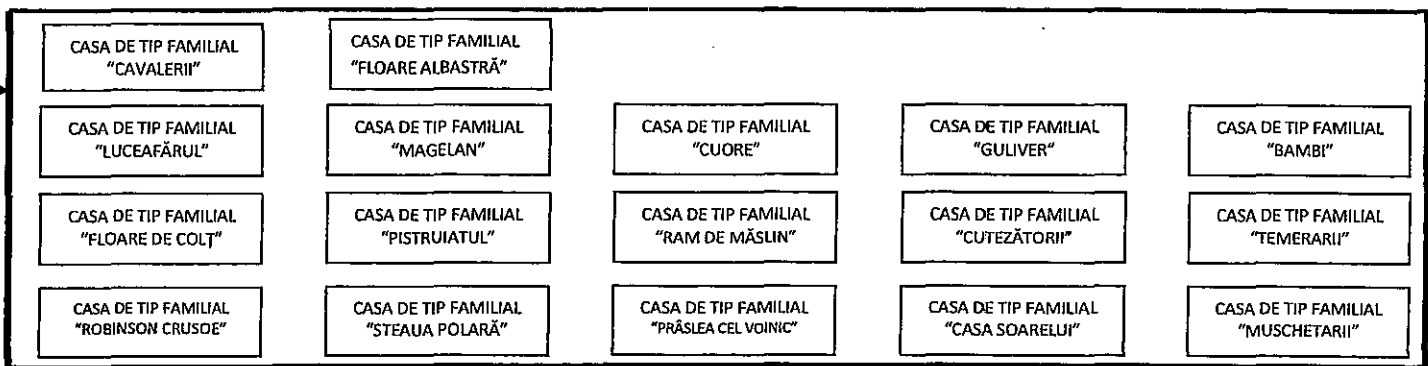 CASA DE TIP FAMILIAL
"CAVALERII"
CASA DE TIP FAMILIAL
"FLOARE ALBASTRĂ"
CASA DE TIP FAMILIAL
"LUCEAFĂRUL"
CASA DE TIP FAMILIAL
"MAGELAN"
CASA DE TIP FAMILIAL
"CUORE"
CASA DE TIP FAMILIAL
"GULIVER"
CASA DE TIP FAMILIAL
"BAMBI"
CASA DE TIP FAMILIAL
"FLOARE DE COLȚ"
CASA DE TIP FAMILIAL
"PISTRUIATUL"
CASA DE TIP FAMILIAL
"RAM DE MĂSLIN"
CASA DE TIP FAMILIAL
"CUTEZĂTORII"
CASA DE TIP FAMILIAL
"TEMERARII"
CASA DE TIP FAMILIAL
"ROBINSON CRUSOE"
CASA DE TIP FAMILIAL
"STEAUA POLARĂ"
CASA DE TIP FAMILIAL
"PRÂSLEA CEL VOINIC"
CASA DE TIP FAMILIAL
"CASA SOARELUI"
CASA DE TIP FAMILIAL
"MUSCHETARII"